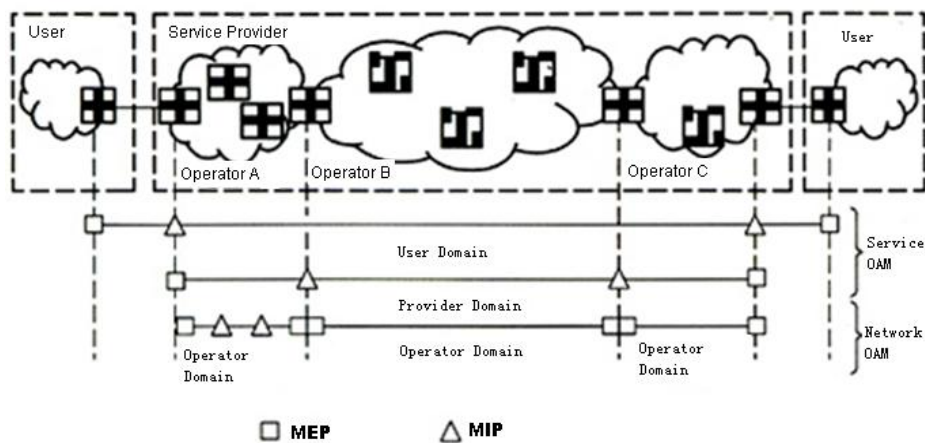 User
Service Provider
User
Operator A
Operator B
Operator C
User Domain
Service
OAM
Provider Domain
Operator
Domain
Operator Domain
Operator
Domain
Network
OAM
MEP
MIP